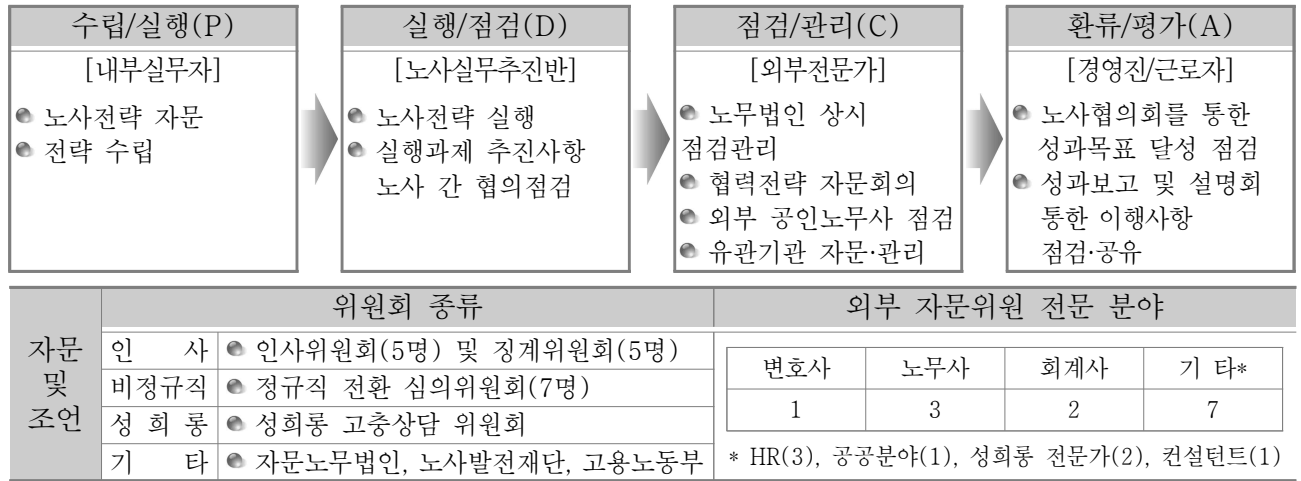 수립/실행(P)
[내부실무자]
노사전략 자문
전략 수립
실행/점검(D)
[노사실무추진반]
노사전략 실행
실행과제 추진사항
노사 간 협의점검
점검/관리(C)
[외부전문가]
노무법인 상시
점검관리
협력전략 자문회의
외부 공인노무사 점검
유관기관 자문·관리
환류/평가(A)
[경영진/근로자]
노사협의회를 통한
성과목표 달성 점검
성과보고 및 설명회
통한 이행사항
점검·공유
자문
및
조언
위원회 종류
인 사 인사위원회(5명) 및 징계위원회(5명)
비정규직 정규직 전환 심의위원회(7명)
성 희 롱 성희롱 고충상담 위원회
기 타 자문노무법인, 노사발전재단, 고용노동부
외부 자문위원 전문 분야
변호사 노무사 회계사 기 타*
1 3 2 7
* HR(3), 공공분야(1), 성희롱 전문가(2), 컨설턴트(1)